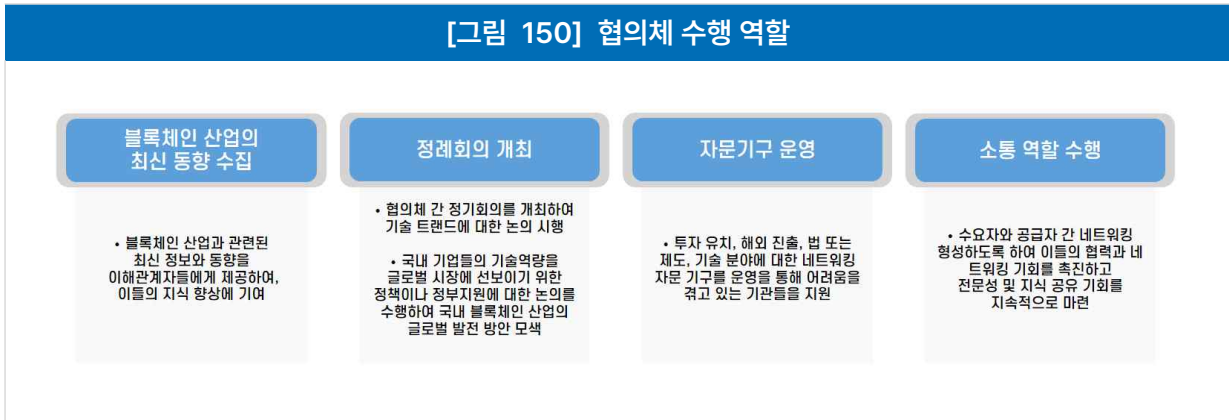 [그림 150] 협의체 수행 역할
블록체인 산업의
최신 동향 수집
• 블록체인 산업과 관련된
최신 정보와 동향을
이해관계자들에게 제공하여,
이들의 지식 향상에 기여
정례회의 개최
• 협의체 간 정기회의를 개최하여
기술 트랜드에 대한 논의 시행
• 국내 기업들의 기술역량을
글로벌 시장에 선보이기 위한
정책이나 정부지원에 대한 논의를
수행하여 국내 블록체인 산업의
글로벌 발전 방안 모색
자문기구 운영
• 투자 유치, 해외 진출, 법 또는
제도, 기술 분야에 대한 네트워킹
자문 기구를 운영을 통해 어려움을
겪고 있는 기관들을 지원
소통 역할 수행
• 수요자와 공급자 간 네트워킹
형성하도록 하여 이들의 협력과 네
트워킹 기회를 촉진하고
전문성 및 지식 공유 기회를
지속적으로 마련